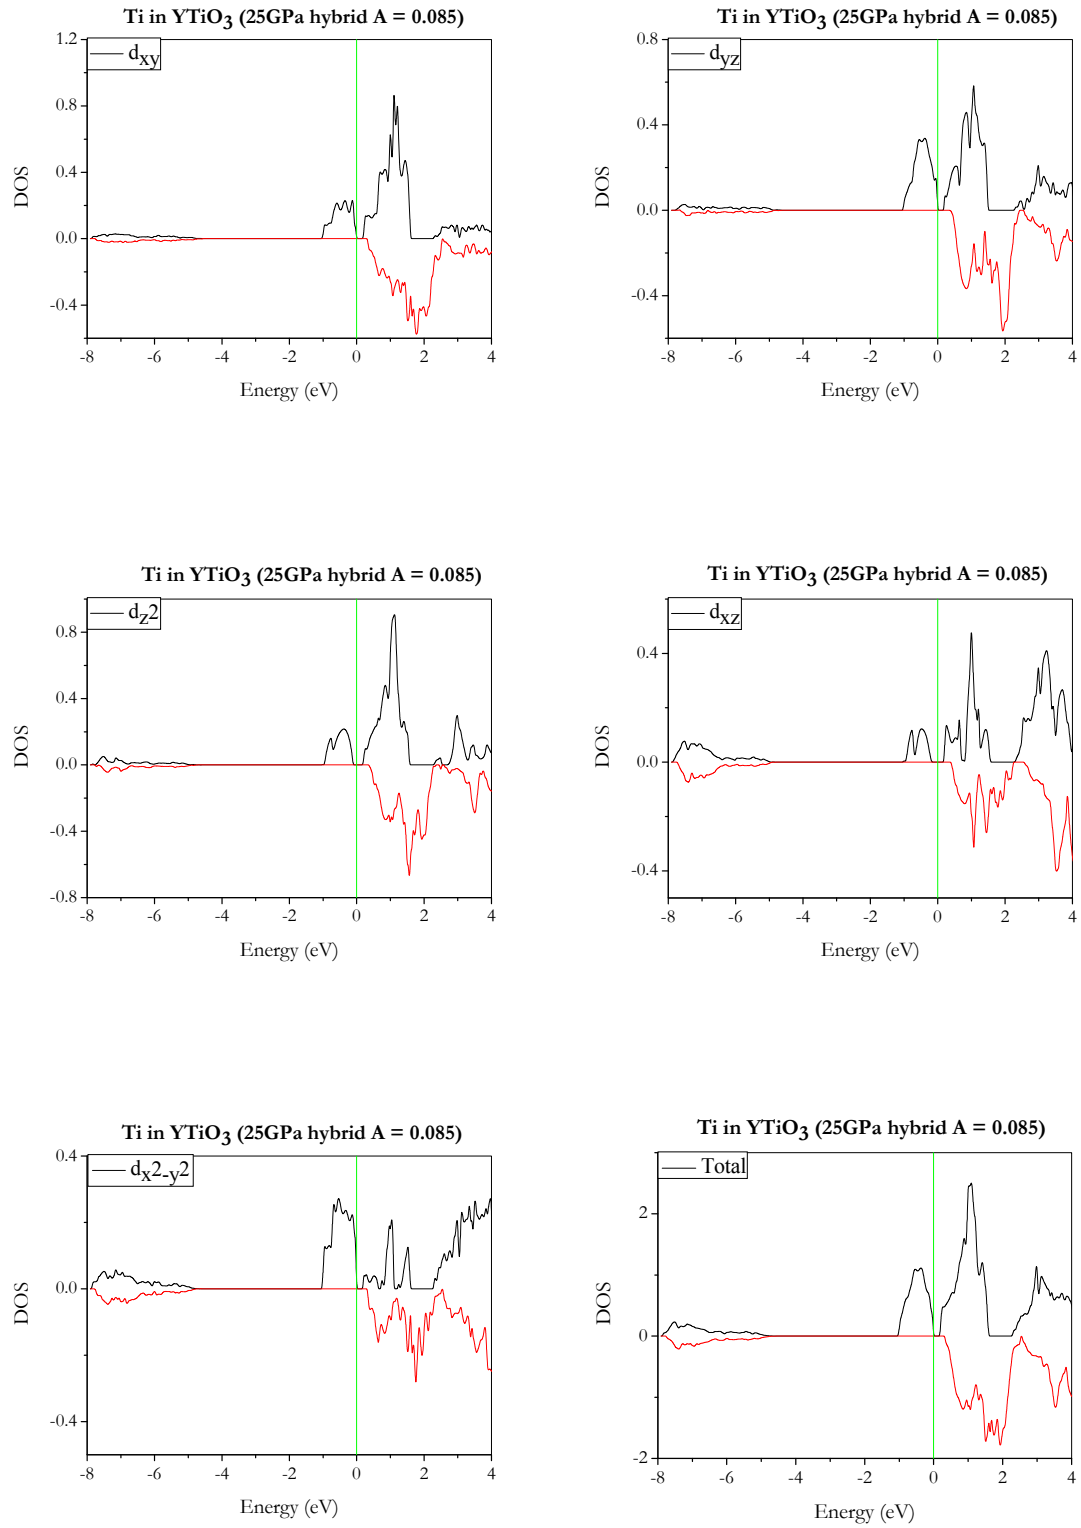 Ti in YTiO3 (25GPa hybrid A = 0.085)
dxy
1.2
0.8
0.4
0.0
-0.4
DOS
-8 -6 -4 -2 0 2 4
Energy (eV)
Ti in YTiO3 (25GPa hybrid A = 0.085)
dyz
0.8
0.4
0.0
-0.4
DOS
-8 -6 -4 -2 0 2 4
Energy (eV)
Ti in YTiO3 (25GPa hybrid A = 0.085)
dz2
0.8
0.4
0.0
-0.4
-0.8
DOS
-8 -6 -4 -2 0 2 4
Energy (eV)
Ti in YTiO3 (25GPa hybrid A = 0.085)
dxz
0.4
0.0
-0.4
DOS
-8 -6 -4 -2 0 2 4
Energy (eV)
Ti in YTiO3 (25GPa hybrid A = 0.085)
dx2-y2
0.4
0.0
-0.4
DOS
-8 -6 -4 -2 0 2 4
Energy (eV)
Ti in YTiO3 (25GPa hybrid A = 0.085)
Total
2
0
-2
DOS
-8 -6 -4 -2 0 2 4
Energy (eV)